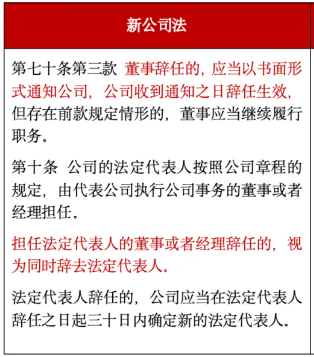 新公司法
第七十条第三款 董事辞任的，应当以书面形
式通知公司，公司收到通知之日辞任生效，
但存在前款规定情形的，董事应当继续履行
职务。
第十条 公司的法定代表人按照公司章程的
规定，由代表公司执行公司事务的董事或者
经理担任。
担任法定代表人的董事或者经理辞任的，视
为同时辞去法定代表人。
法定代表人辞任的，公司应当在法定代表人
辞任之日起三十日内确定新的法定代表人。